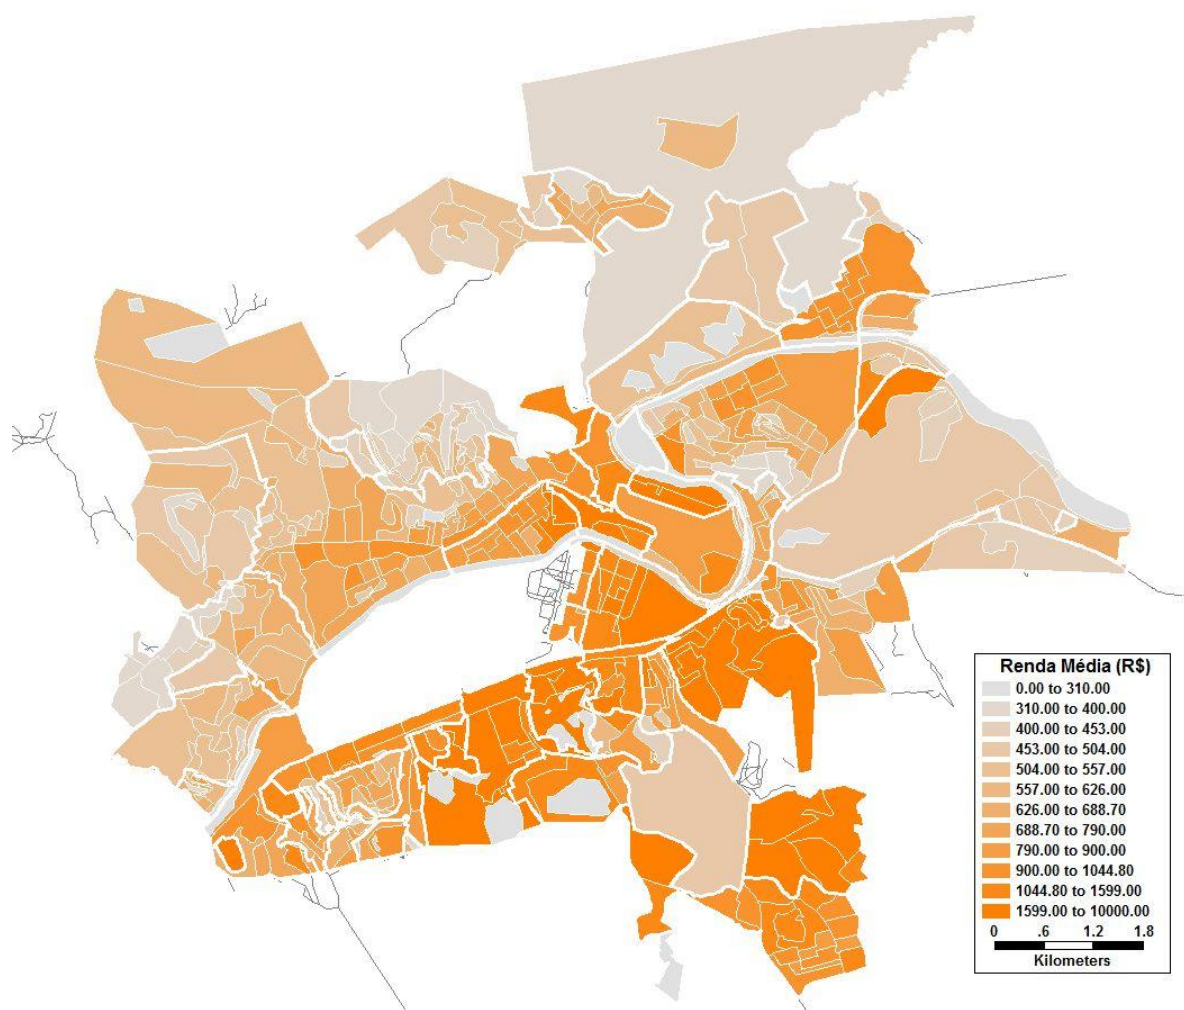 Renda Média (R$)
0.00 to 310.00
310.00 to 400.00
400.00 to 453.00
453.00 to 504.00
504.00 to 557.00
557.00 to 626.00
626.00 to 688.70
688.70 to 790.00
790.00 to 900.00
900.00 to 1044.80
1044.80 to 1599.00
1599.00 to 10000.00
0 .6 1.2 1.8
Kilometers